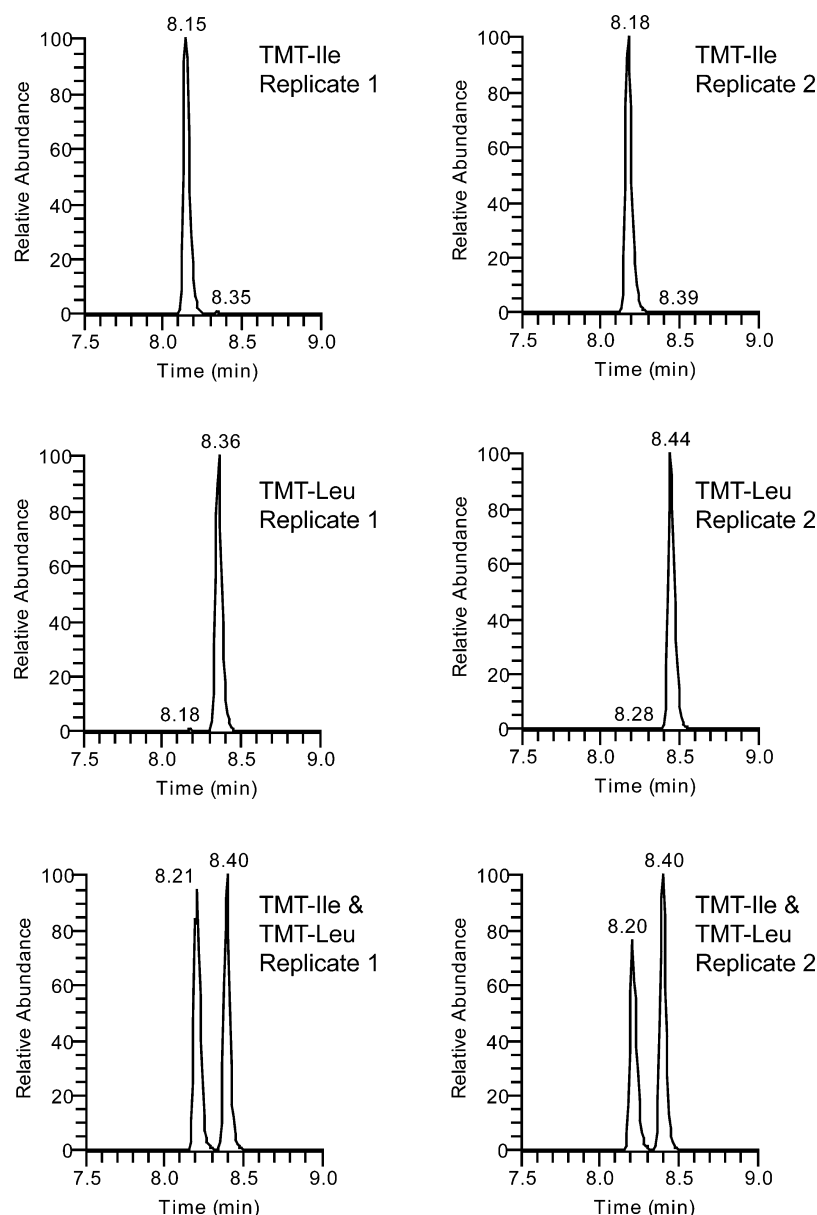 8.15
TMT-Ile
Replicate 1
100
80
60
40
20
0
8.35
7.5 8.0 8.5 9.0
Time (min)
Relative Abundance
8.18
TMT-Ile
Replicate 2
100
80
60
40
20
0
8.39
7.5 8.0 8.5 9.0
Time (min)
Relative Abundance
8.36
TMT-Leu
Replicate 1
100
80
60
40
20
0
8.18
7.5 8.0 8.5 9.0
Time (min)
Relative Abundance
8.44
TMT-Leu
Replicate 2
100
80
60
40
20
0
8.28
7.5 8.0 8.5 9.0
Time (min)
Relative Abundance
8.21
8.40
TMT-Ile &
TMT-Leu
Replicate 1
100
80
60
40
20
0
7.5 8.0 8.5 9.0
Time (min)
Relative Abundance
8.40
8.20
TMT-Ile &
TMT-Leu
Replicate 2
100
80
60
40
20
0
7.5 8.0 8.5 9.0
Time (min)
Relative Abundance